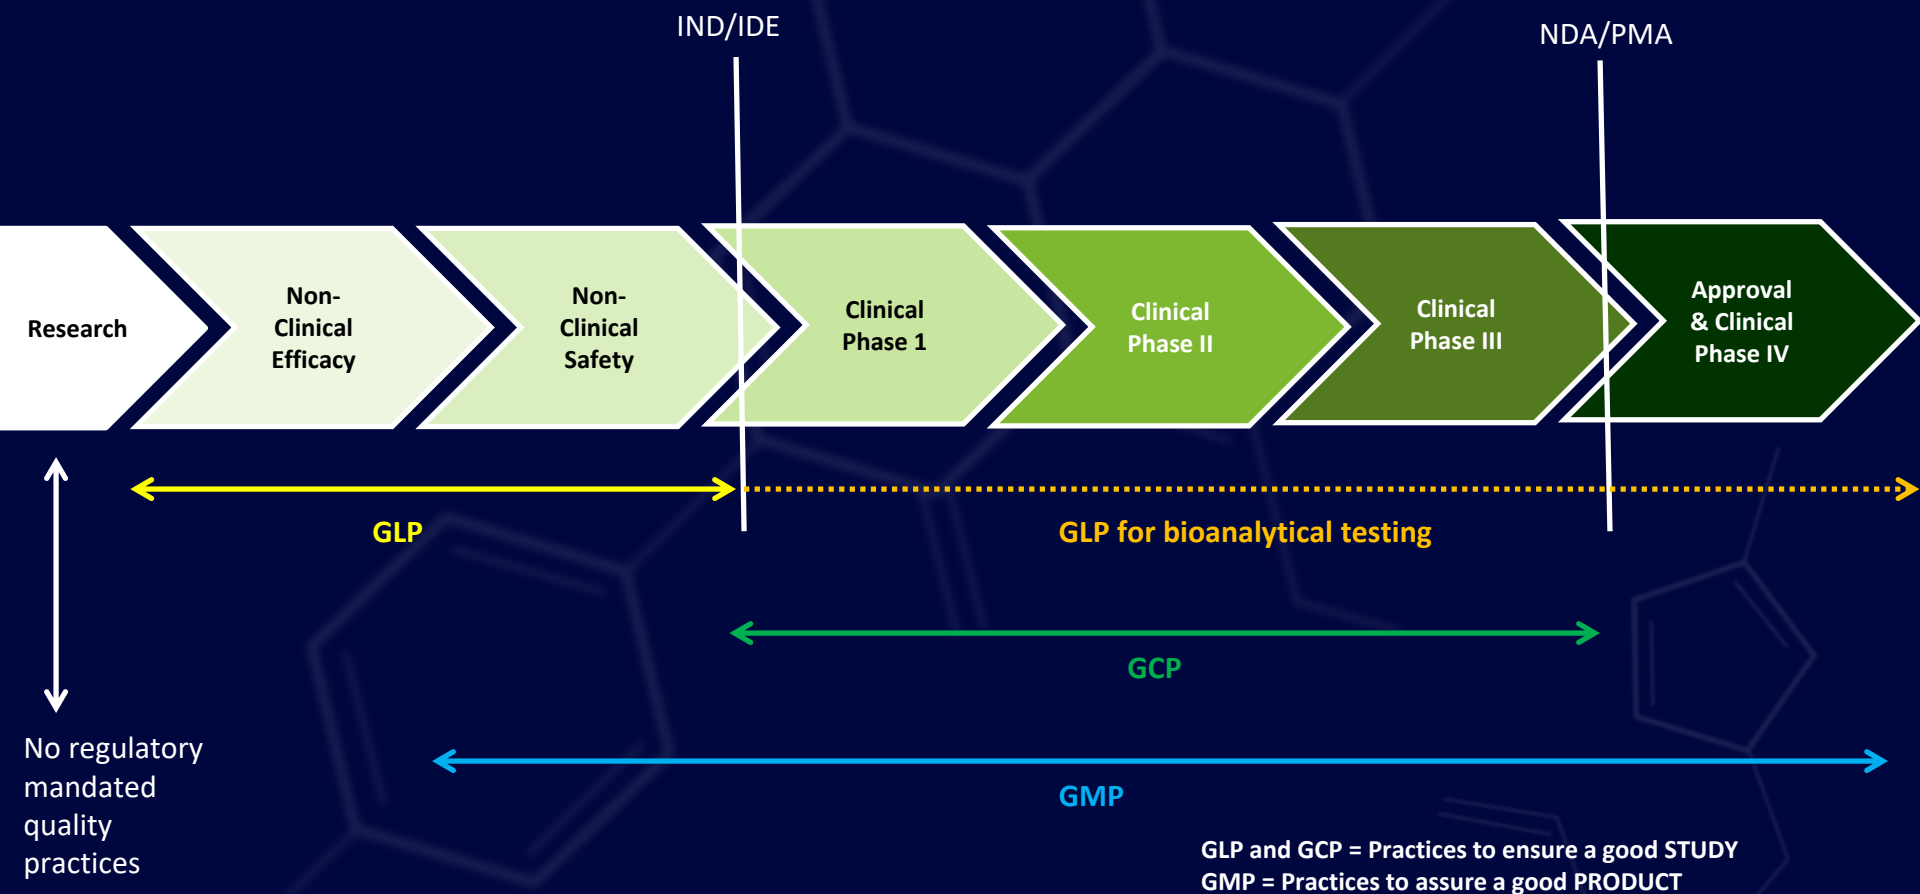 IND/IDE
NDA/PMA
Research
Non-
Clinical
Efficacy
Non-
Clinical
Safety
Clinical
Phase 1
Clinical
Phase II
Clinical
Phase III
Approval
& Clinical
Phase IV
GLP
GLP for bioanalytical testing
GCP
No regulatory
mandated
quality
practices
GMP
GLP and GCP = Practices to ensure a good STUDY
GMP = Practices to assure a good PRODUCT